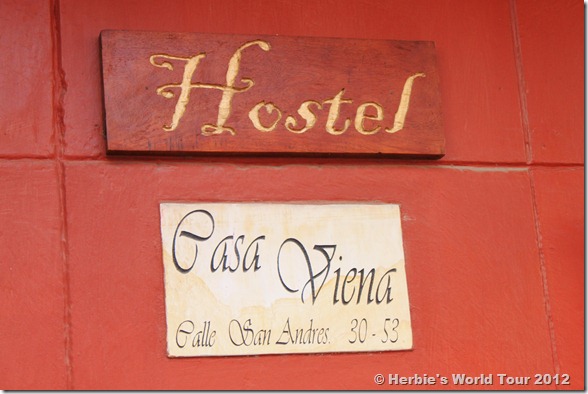 Hostel
Casa Viena
Calle San Andres. 30 - 53
© Herbie's World Tour 2012